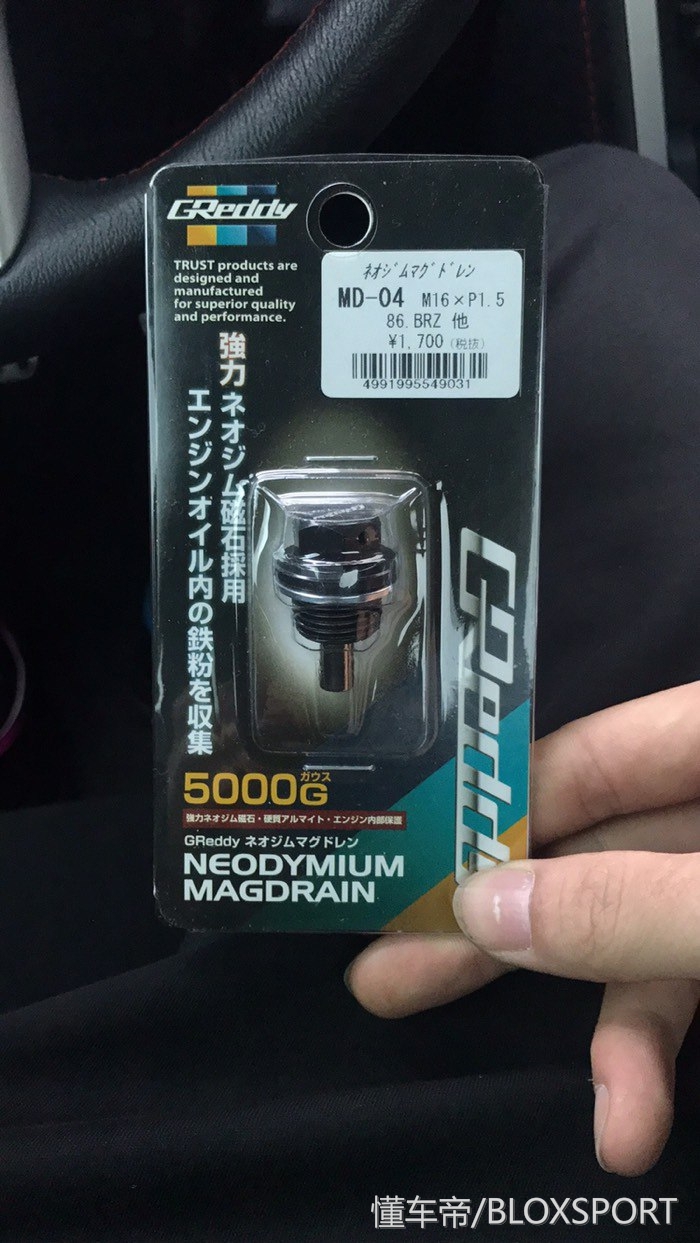 GReddy
TRUST products are
designed and
manufactured
for superior quality
and performance.
ﾈｵｼﾞﾑﾏｸﾞﾄﾞﾚﾝ
MD-04 M16×P1.5
86.BRZ 他
¥1,700(税抜)
4991995549031
強力ネオジム磁石採用
エンジンオイル内の鉄粉を収集
GReddy
ガウス
5000G
強力ネオジム磁石・硬質アルマイト・エンジン内部保護
GReddy ネオジムマグドレン
NEODYMIUM
MAGDRAIN
懂车帝/BLOXSPORT